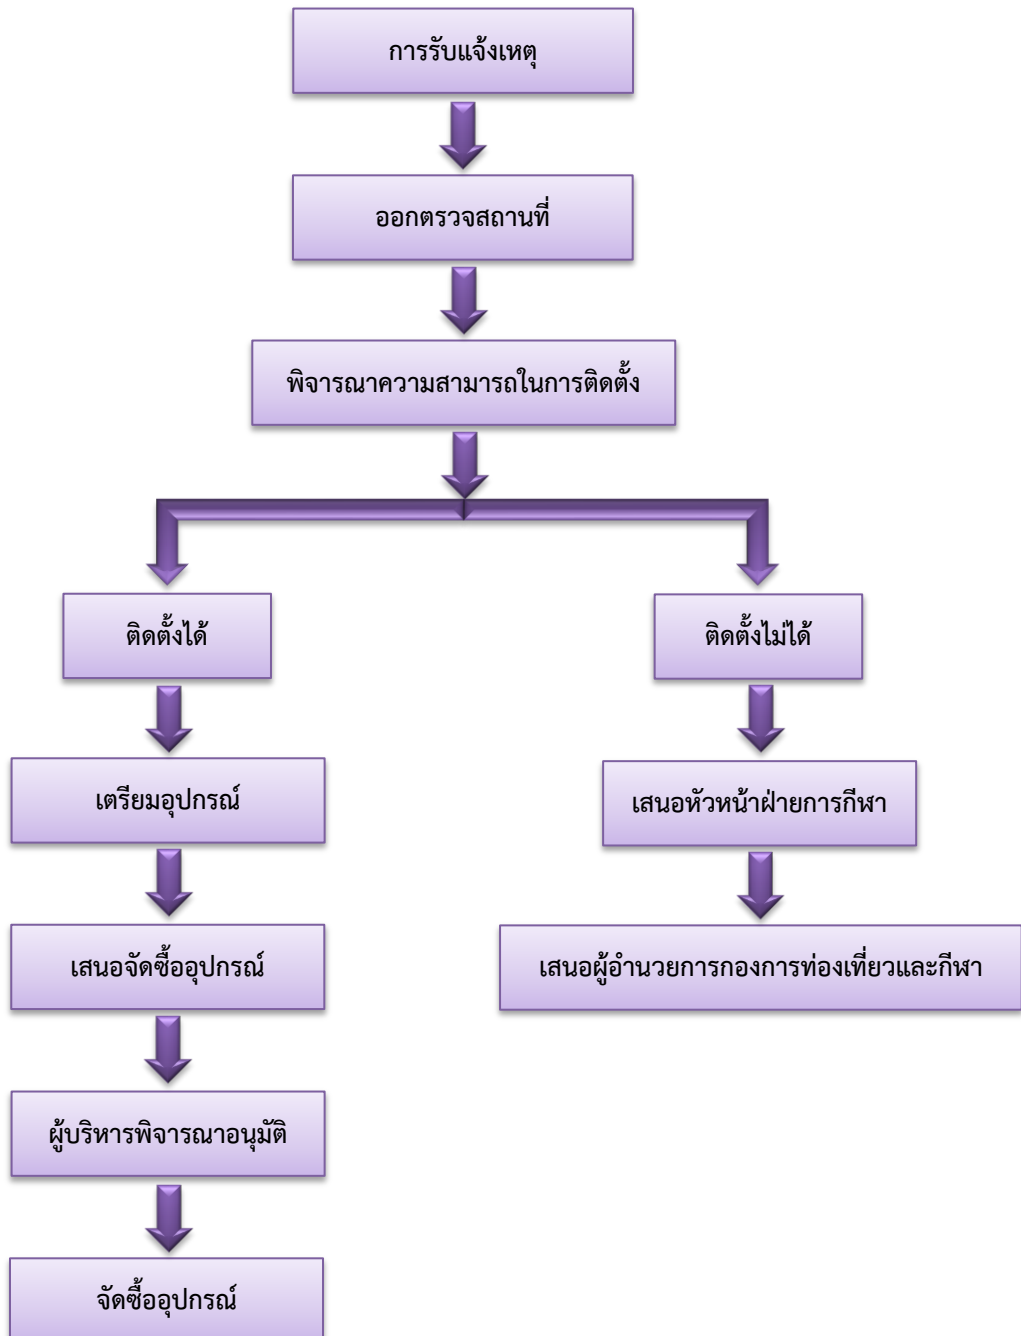 การรับแจ้งเหตุ
ออกตรวจสถานที่
พิจารณาความสามารถในการติดตั้ง
ติดตั้งได้
ติดตั้งไม่ได้
เตรียมอุปกรณ์
เสนอหัวหน้าฝ่ายการกีฬา
เสนอจัดซื้ออุปกรณ์
เสนอผู้อำนวยการกองการท่องเที่ยวและกีฬา
ผู้บริหารพิจารณาอนุมัติ
จัดซื้ออุปกรณ์